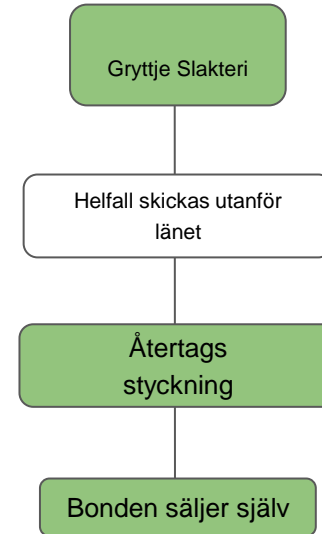 Gryttje Slakteri
Helfall skickas utanför
länet
Återtags
styckning
Bonden säljer själv